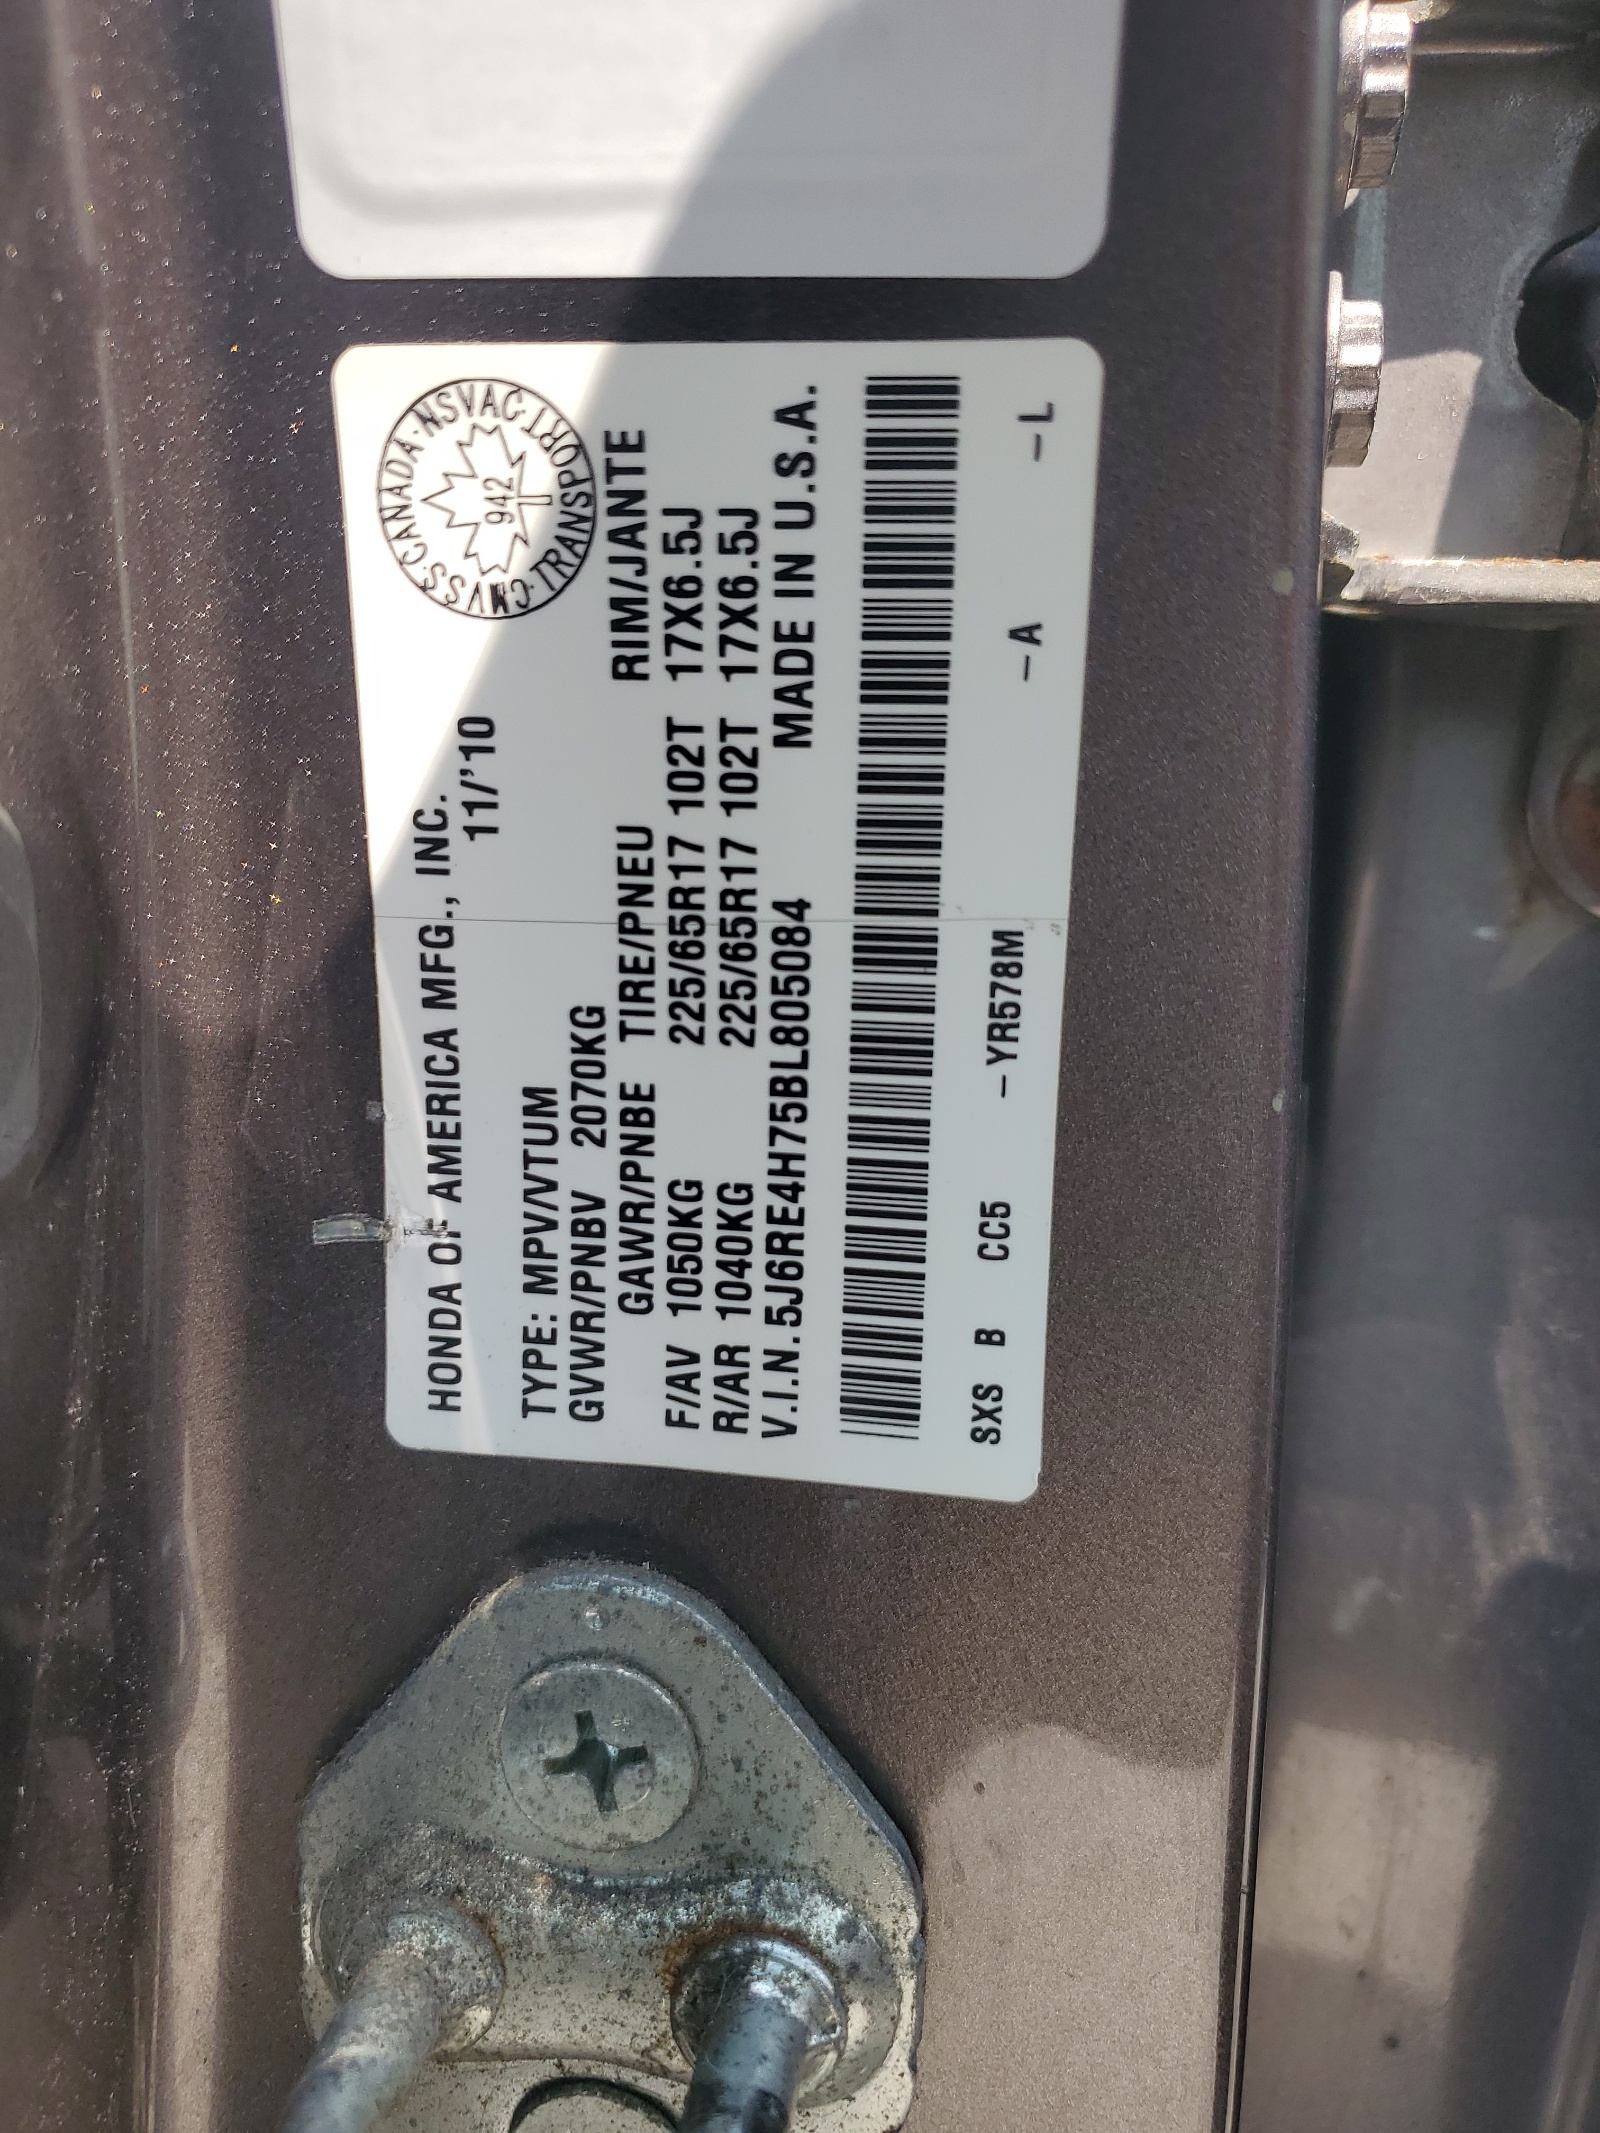 HONDA OF AMERICA MFG., INC.
11/'10
CANADA · NSVAC · TRANSPORT · CMVSS ·
942
TYPE: MPV/VTUM
GVWR/PNBV 2070KG
GAWR/PNBE TIRE/PNEU RIM/JANTE
F/AV 1050KG 225/65R17 102T 17X6.5J
R/AR 1040KG 225/65R17 102T 17X6.5J
V.I.N.5J6RE4H75BL805084 MADE IN U.S.A.
SXS B CC5 –YR578M –A –L